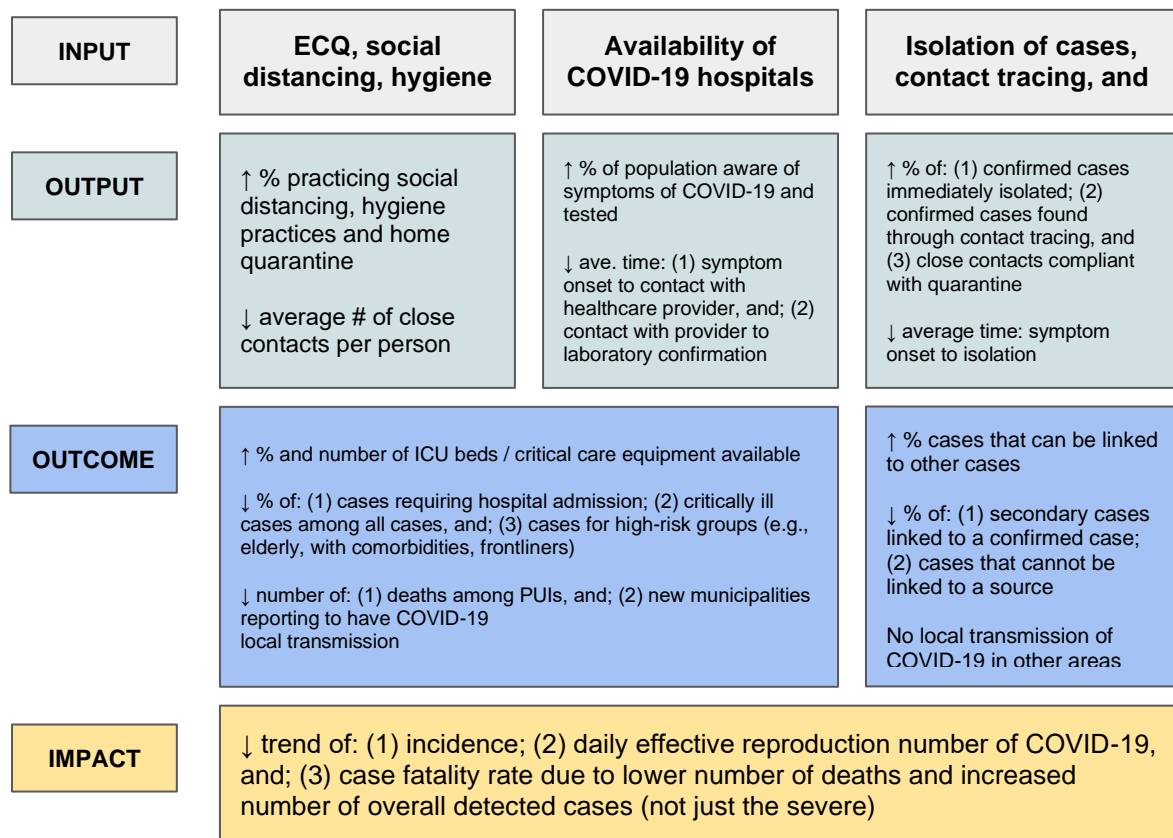 INPUT
ECQ, social
distancing, hygiene
Availability of
COVID-19 hospitals
Isolation of cases,
contact tracing, and
OUTPUT
↑ % practicing social
distancing, hygiene
practices and home
quarantine
↓ average # of close
contacts per person
↑ % of population aware of
symptoms of COVID-19 and
tested
↓ ave. time: (1) symptom
onset to contact with
healthcare provider, and; (2)
contact with provider to
laboratory confirmation
↑ % of: (1) confirmed cases
immediately isolated; (2)
confirmed cases found
through contact tracing, and
(3) close contacts compliant
with quarantine
↓ average time: symptom
onset to isolation
OUTCOME
↑ % and number of ICU beds / critical care equipment available
↓ % of: (1) cases requiring hospital admission; (2) critically ill
cases among all cases, and; (3) cases for high-risk groups (e.g.,
elderly, with comorbidities, frontliners)
↓ number of: (1) deaths among PUIs, and; (2) new municipalities
reporting to have COVID-19
local transmission
↑ % cases that can be linked
to other cases
↓ % of: (1) secondary cases
linked to a confirmed case;
(2) cases that cannot be
linked to a source
No local transmission of
COVID-19 in other areas
IMPACT
↓ trend of: (1) incidence; (2) daily effective reproduction number of COVID-19,
and; (3) case fatality rate due to lower number of deaths and increased
number of overall detected cases (not just the severe)